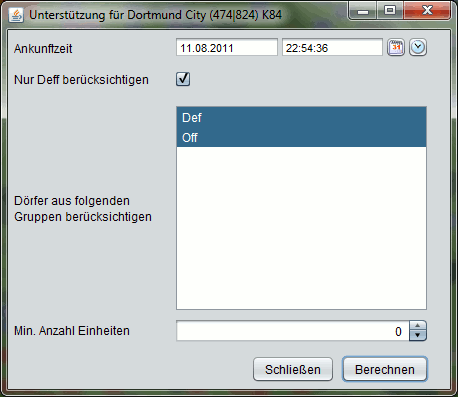 Unterstützung für Dortmund City (474|824) K84
Ankunftzeit
11.08.2011
22:54:36
31
Nur Deff berücksichtigen
Def
Off
Dörfer aus folgenden
Gruppen berücksichtigen
Min. Anzahl Einheiten
0
Schließen
Berechnen